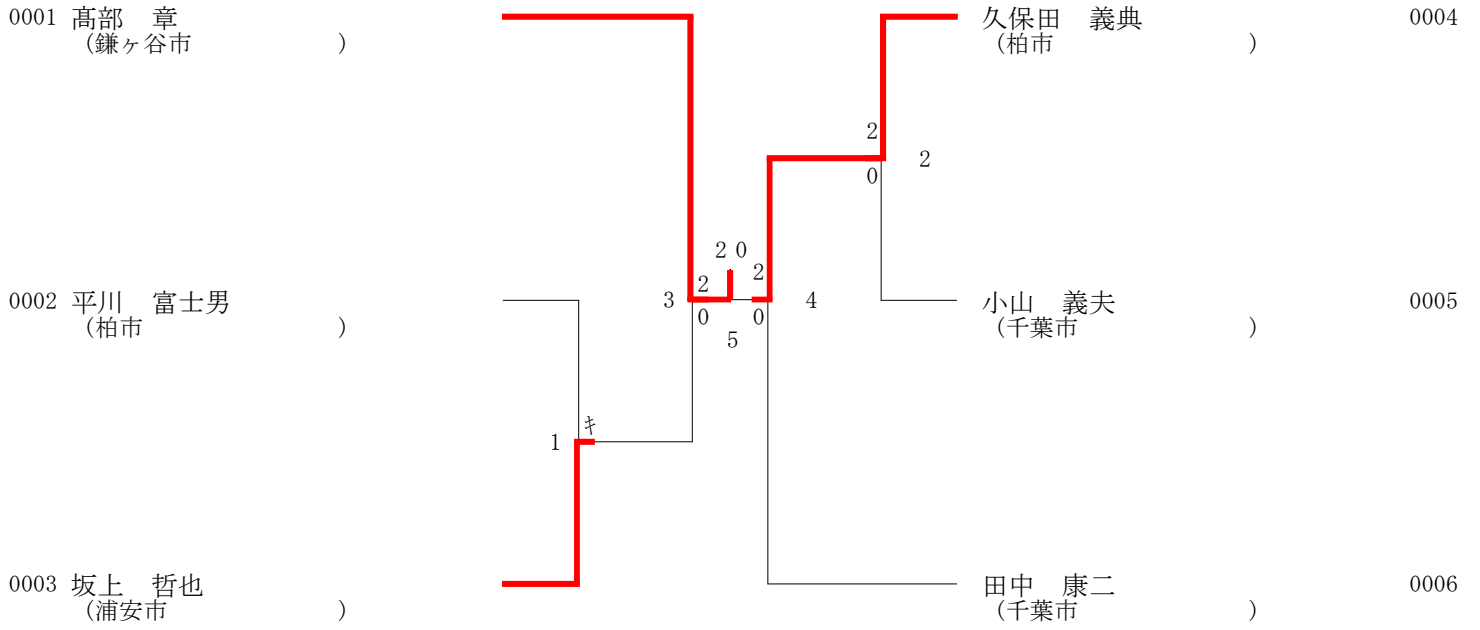 0001 髙部　章
(鎌ヶ谷市　　　　　　　)
久保田　義典 0004
(柏市　　　　　　　　　)
2
2
0
2 0
2 2
0002 平川　富士男
(柏市　　　　　　　　　)
3
4
小山　義夫 0005
(千葉市　　　　　　　　)
0 0
5
1 ｷ
0003 坂上　哲也
(浦安市　　　　　　　　)
田中　康二 0006
(千葉市　　　　　　　　)